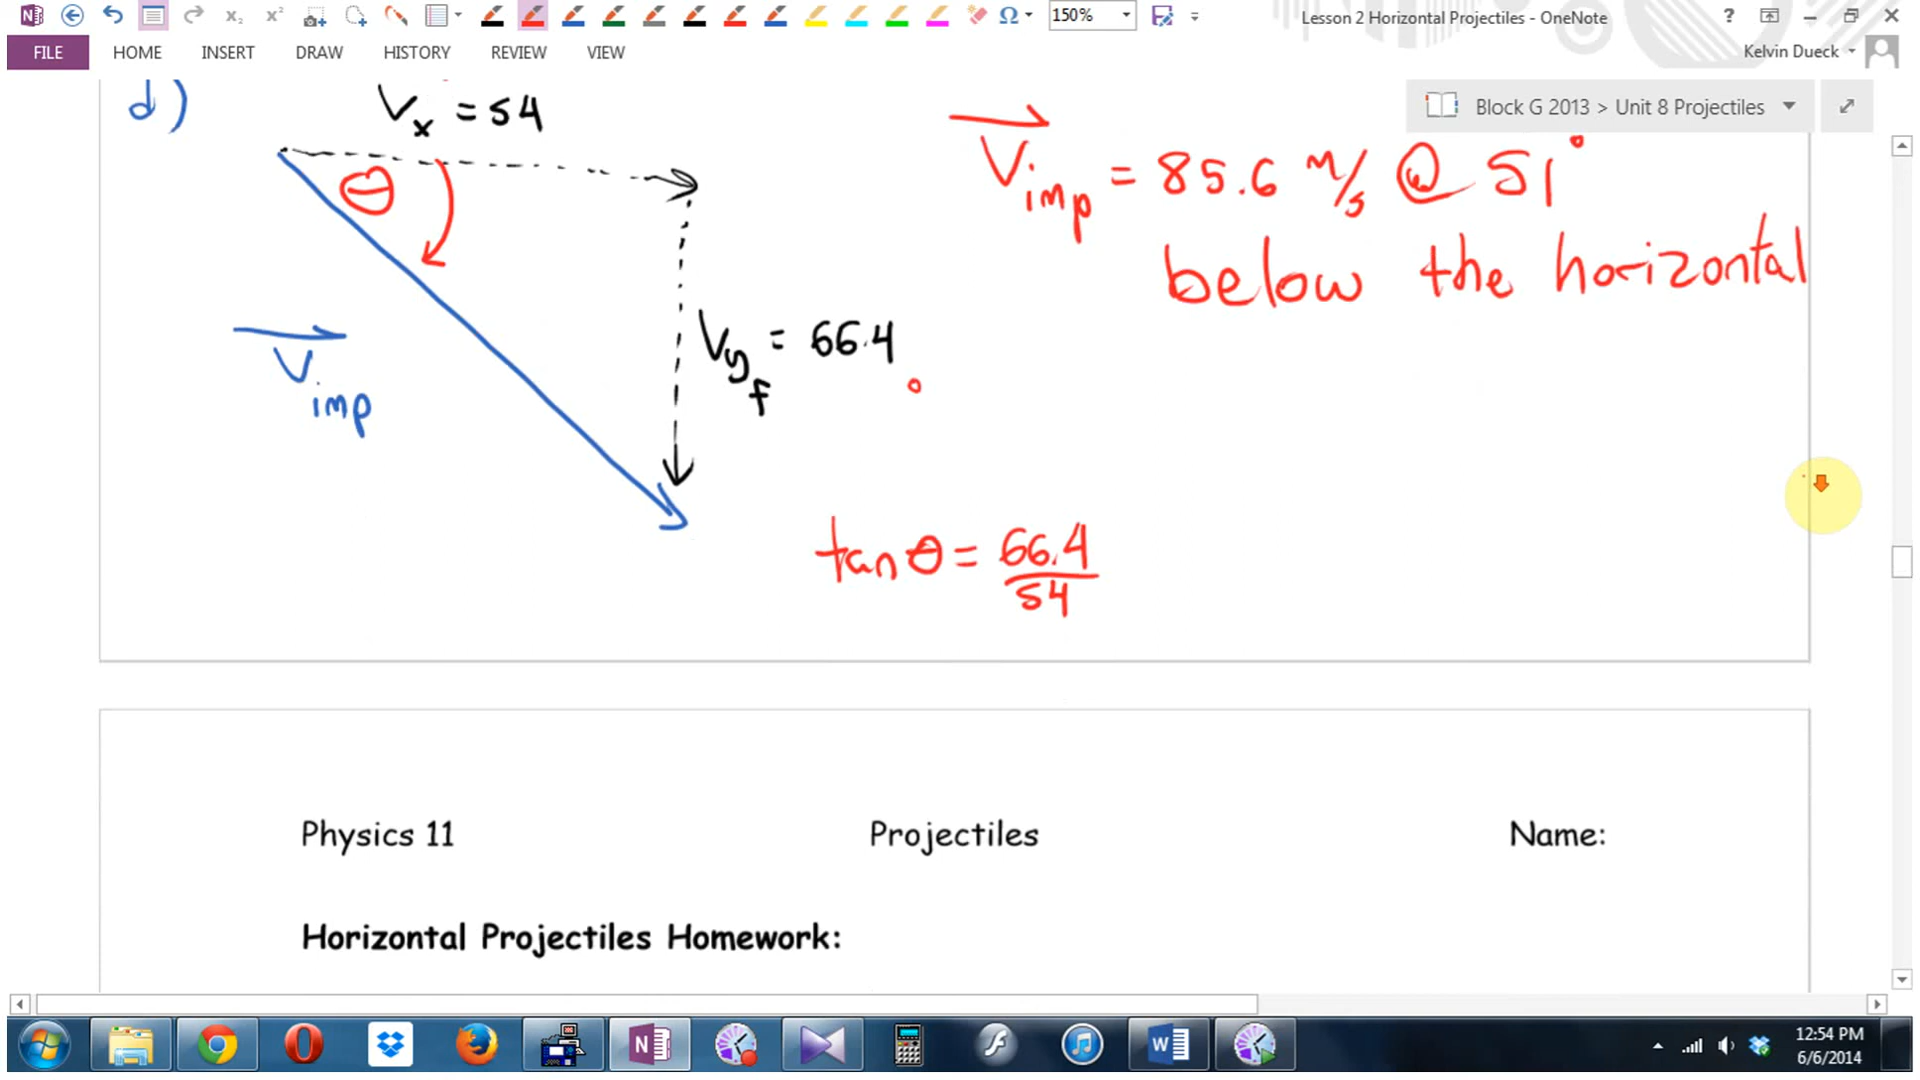 150%
Lesson 2 Horizontal Projectiles - OneNote
FILE HOME INSERT DRAW HISTORY REVIEW VIEW
Kelvin Dueck
Block G 2013 > Unit 8 Projectiles
d)
Vx = 54
θ
Vimp
Vyf = 66.4
Vimp = 85.6 m/s @ 51°
below the horizontal
tan θ = 66.4
54
Physics 11 Projectiles Name:
Horizontal Projectiles Homework:
12:54 PM
6/6/2014